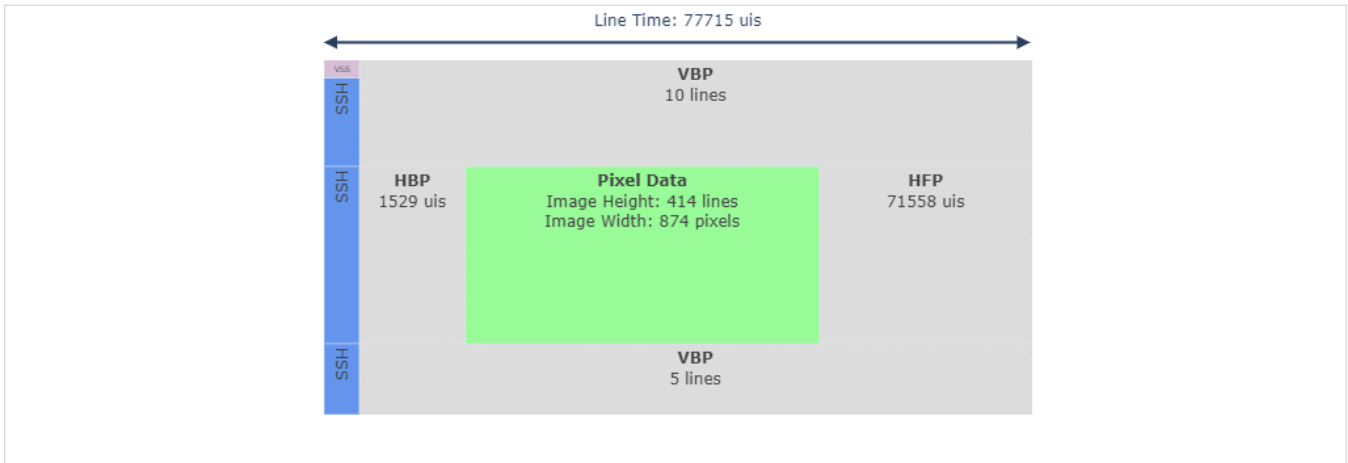 Line Time: 77715 uis
VSS
VBP
10 lines
HSS
HSS
HBP
1529 uis
Pixel Data
Image Height: 414 lines
Image Width: 874 pixels
HFP
71558 uis
HSS
VBP
5 lines